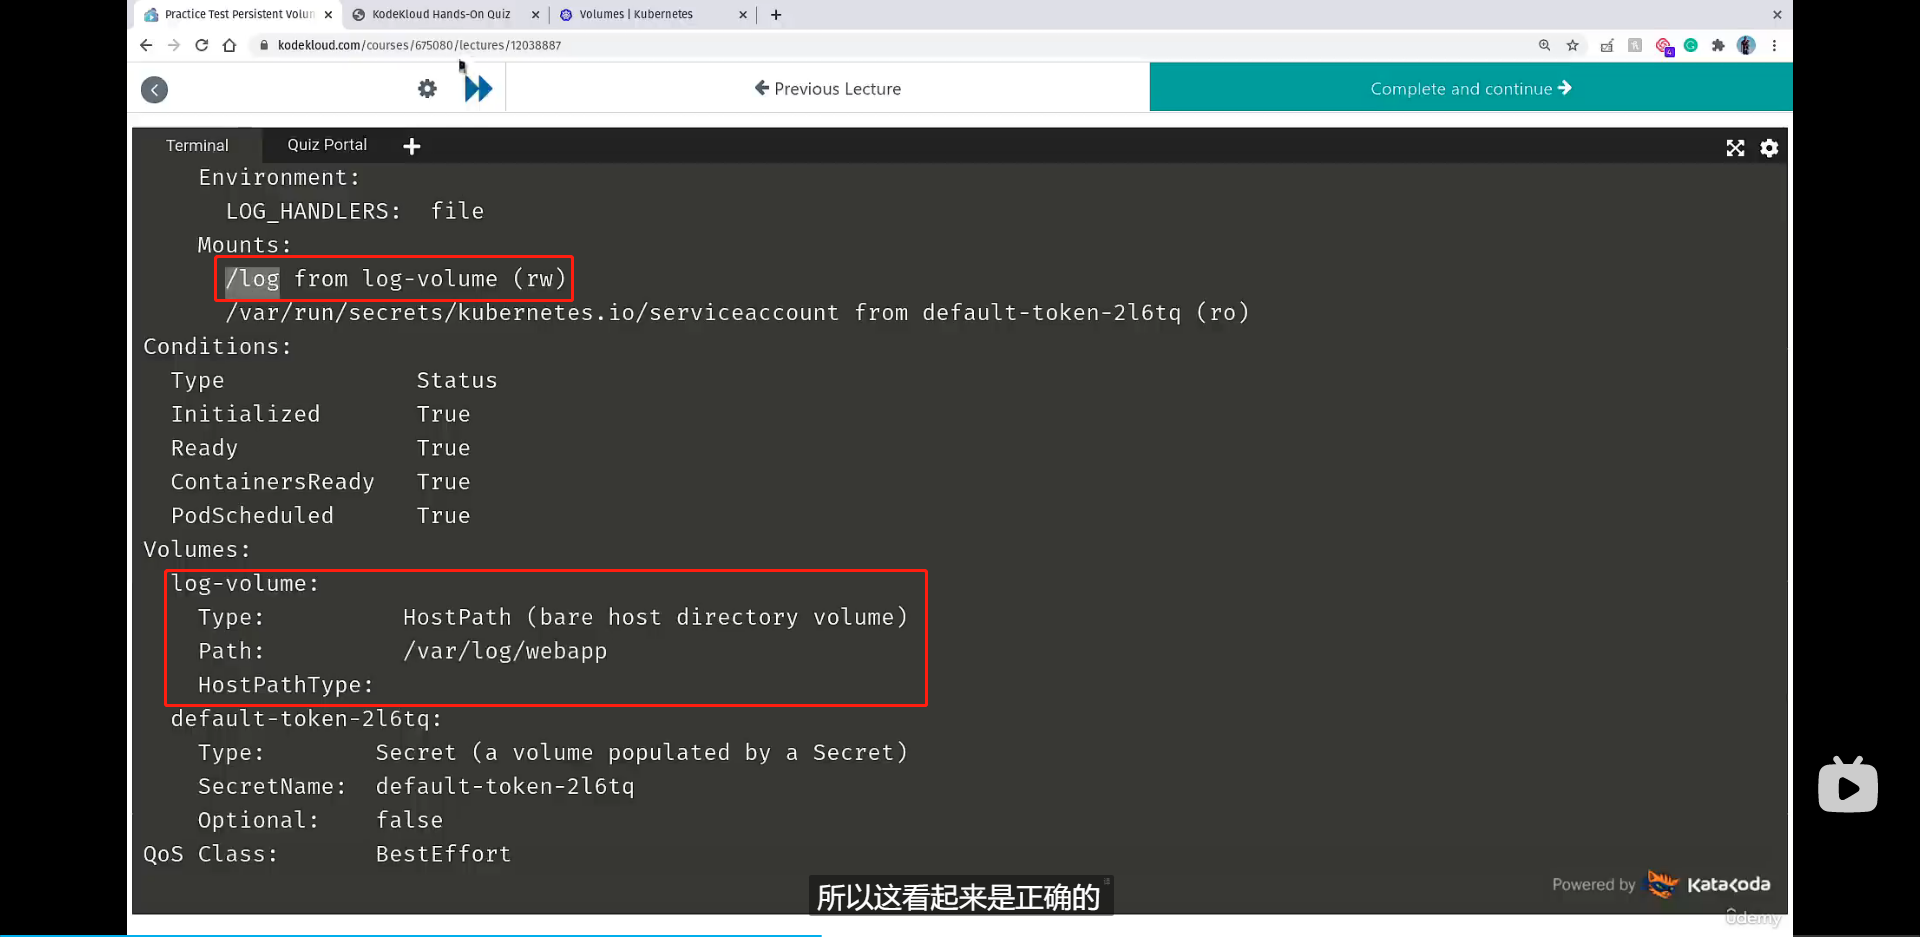 Practice Test Persistent Volum
KodeKloud Hands-On Quiz
Volumes | Kubernetes
kodekloud.com/courses/675080/lectures/12038887
Previous Lecture
Complete and continue
Terminal
Quiz Portal
Environment:
LOG_HANDLERS: file
Mounts:
/log from log-volume (rw)
/var/run/secrets/kubernetes.io/serviceaccount from default-token-2l6tq (ro)
Conditions:
Type Status
Initialized True
Ready True
ContainersReady True
PodScheduled True
Volumes:
log-volume:
Type: HostPath (bare host directory volume)
Path: /var/log/webapp
HostPathType:
default-token-2l6tq:
Type: Secret (a volume populated by a Secret)
SecretName: default-token-2l6tq
Optional: false
QoS Class: BestEffort
Powered by Katacoda
所以这看起来是正确的
Udemy